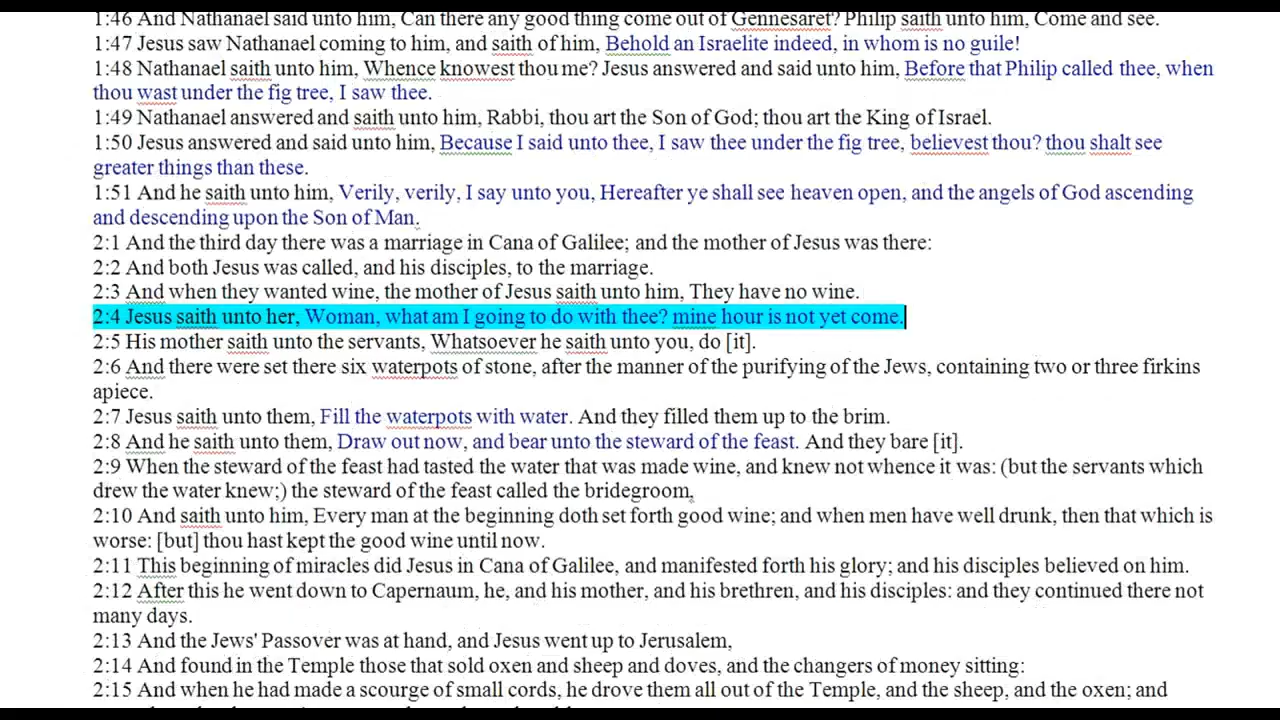 1:46 And Nathanael said unto him, Can there any good thing come out of Gennesaret? Philip saith unto him, Come and see.
1:47 Jesus saw Nathanael coming to him, and saith of him, Behold an Israelite indeed, in whom is no guile!
1:48 Nathanael saith unto him, Whence knowest thou me? Jesus answered and said unto him, Before that Philip called thee, when
thou wast under the fig tree, I saw thee.
1:49 Nathanael answered and saith unto him, Rabbi, thou art the Son of God; thou art the King of Israel.
1:50 Jesus answered and said unto him, Because I said unto thee, I saw thee under the fig tree, believest thou? thou shalt see
greater things than these.
1:51 And he saith unto him, Verily, verily, I say unto you, Hereafter ye shall see heaven open, and the angels of God ascending
and descending upon the Son of Man.
2:1 And the third day there was a marriage in Cana of Galilee; and the mother of Jesus was there:
2:2 And both Jesus was called, and his disciples, to the marriage.
2:3 And when they wanted wine, the mother of Jesus saith unto him, They have no wine.
2:4 Jesus saith unto her, Woman, what am I going to do with thee? mine hour is not yet come.
2:5 His mother saith unto the servants, Whatsoever he saith unto you, do [it].
2:6 And there were set there six waterpots of stone, after the manner of the purifying of the Jews, containing two or three firkins
apiece.
2:7 Jesus saith unto them, Fill the waterpots with water. And they filled them up to the brim.
2:8 And he saith unto them, Draw out now, and bear unto the steward of the feast. And they bare [it].
2:9 When the steward of the feast had tasted the water that was made wine, and knew not whence it was: (but the servants which
drew the water knew;) the steward of the feast called the bridegroom,
2:10 And saith unto him, Every man at the beginning doth set forth good wine; and when men have well drunk, then that which is
worse: [but] thou hast kept the good wine until now.
2:11 This beginning of miracles did Jesus in Cana of Galilee, and manifested forth his glory; and his disciples believed on him.
2:12 After this he went down to Capernaum, he, and his mother, and his brethren, and his disciples: and they continued there not
many days.
2:13 And the Jews' Passover was at hand, and Jesus went up to Jerusalem,
2:14 And found in the Temple those that sold oxen and sheep and doves, and the changers of money sitting:
2:15 And when he had made a scourge of small cords, he drove them all out of the Temple, and the sheep, and the oxen; and